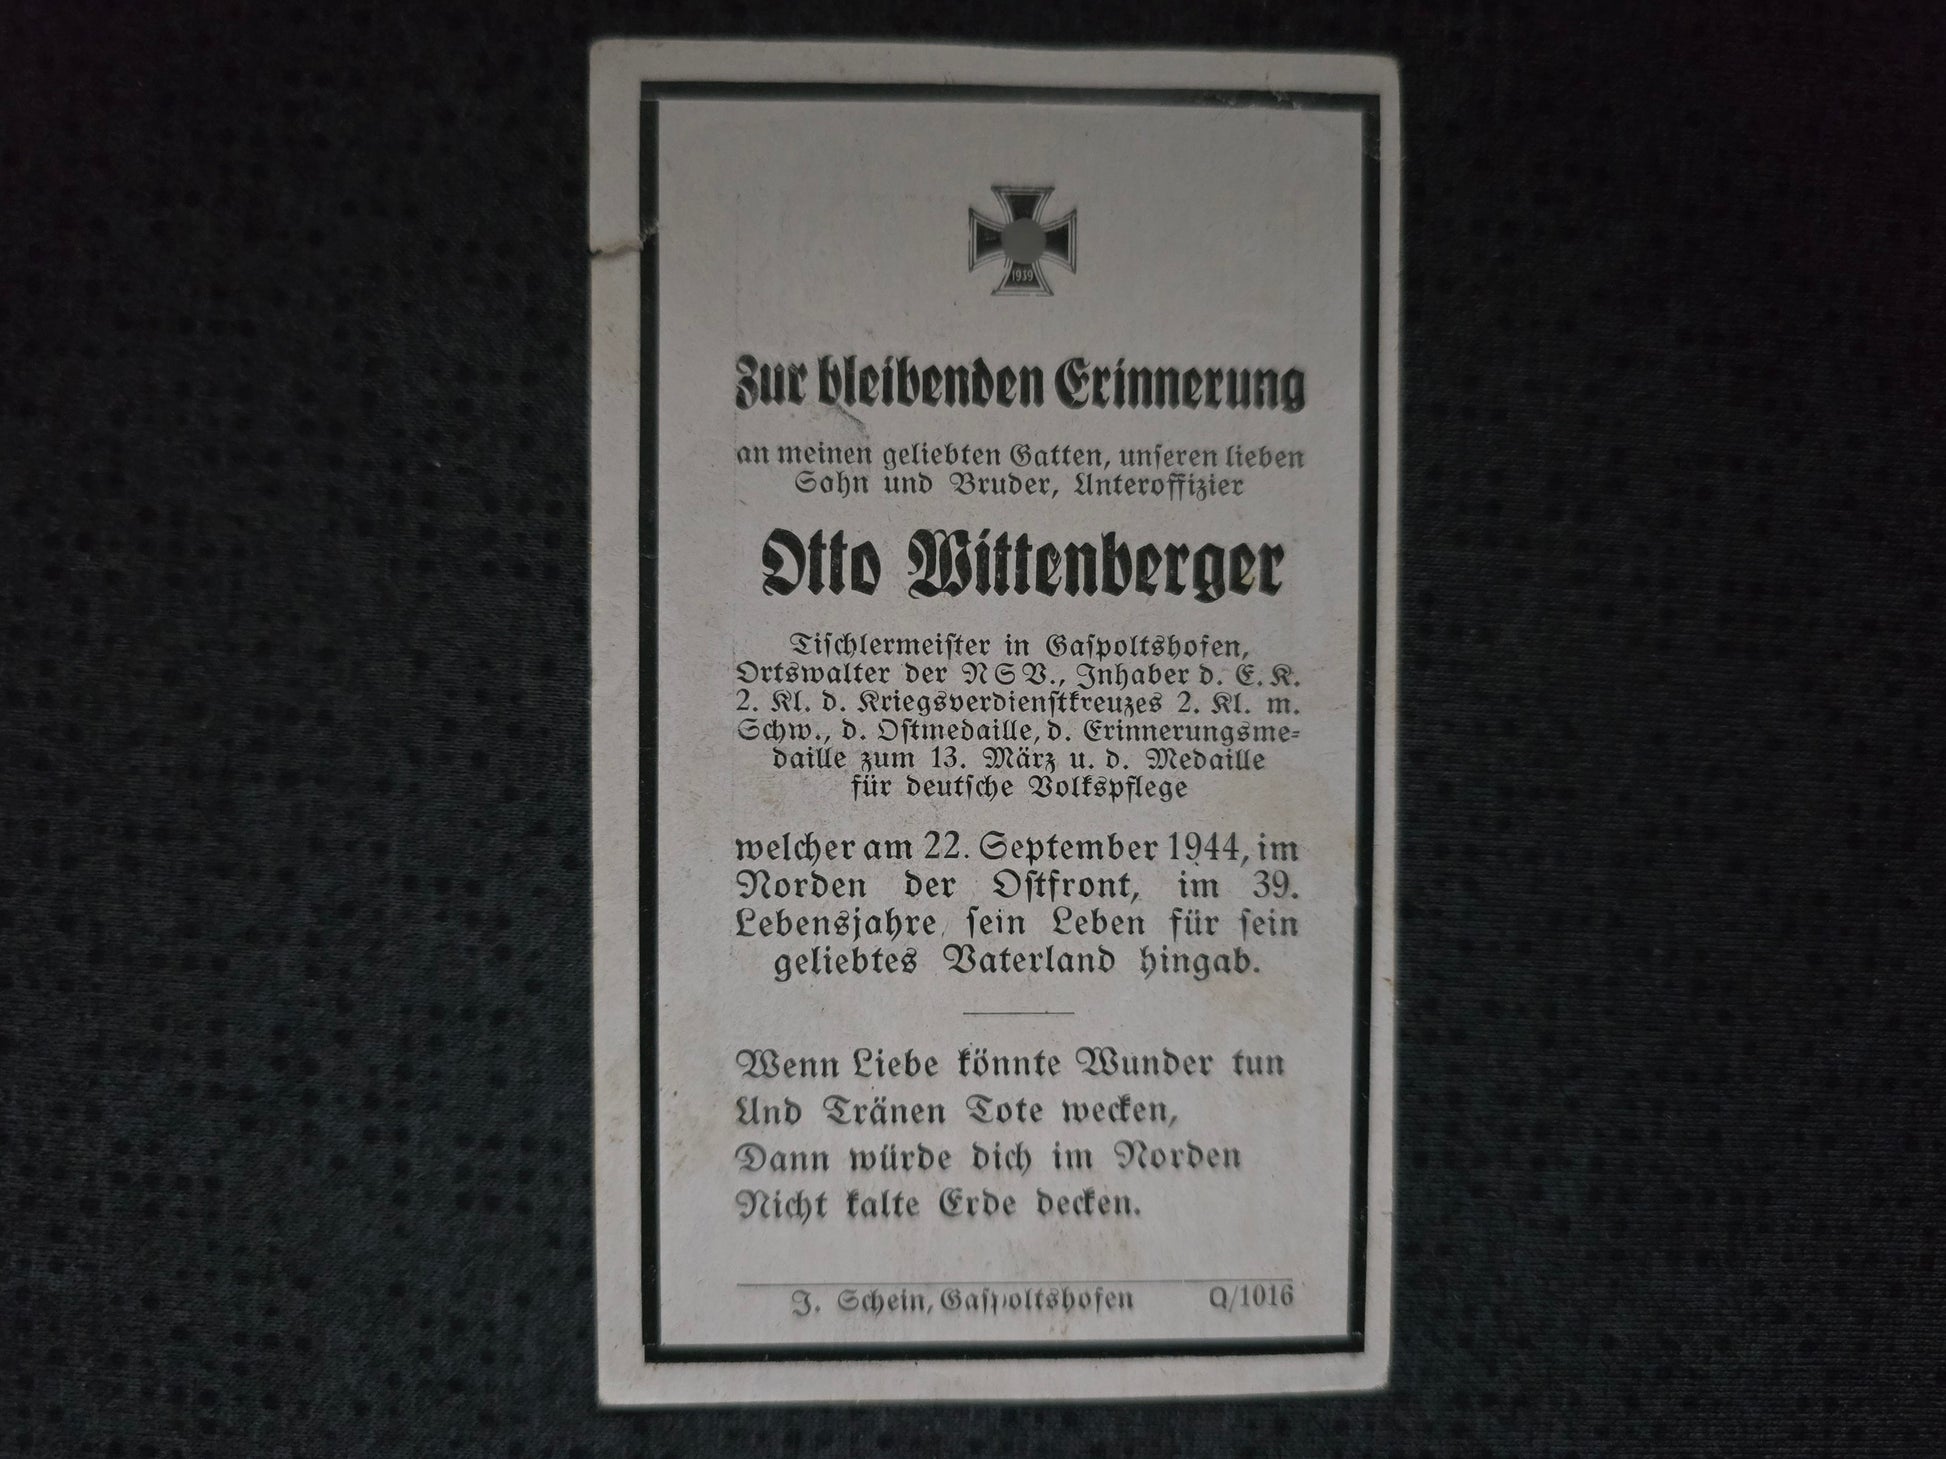 1939
Zur bleibenden Erinnerung
an meinen geliebten Gatten, unseren lieben
Sohn und Bruder, Unteroffizier
Otto Wittenberger
Tischlermeister in Gaspoltshofen,
Ortswalter der NSV., Inhaber d. E. K.
2. Kl. d. Kriegsverdienstkreuzes 2. Kl. m.
Schw., d. Ostmedaille, d. Erinnerungsme-
daille zum 13. März u. d. Medaille
für deutsche Volkspflege
welcher am 22. September 1944, im
Norden der Ostfront, im 39.
Lebensjahre sein Leben für sein
geliebtes Vaterland hingab.
Wenn Liebe könnte Wunder tun
Und Tränen Tote wecken,
Dann würde dich im Norden
Nicht kalte Erde decken.
J. Schein, Gaspoltshofen Q/1016